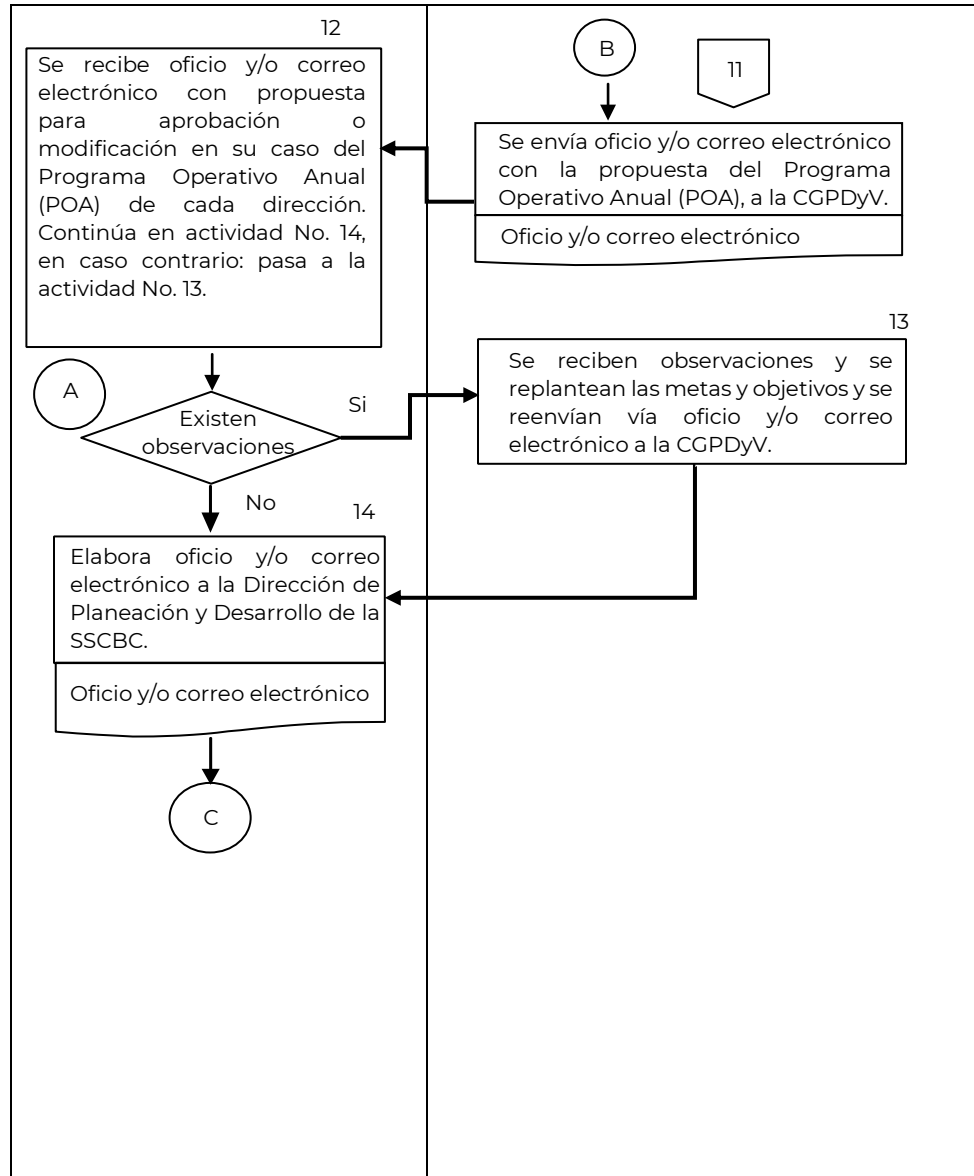 12
Se recibe oficio y/o correo
electrónico con propuesta
para aprobación o
modificación en su caso del
Programa Operativo Anual
(POA) de cada dirección.
Continúa en actividad No. 14,
en caso contrario: pasa a la
actividad No. 13.
B
11
Se envía oficio y/o correo electrónico
con la propuesta del Programa
Operativo Anual (POA), a la CGPDyV.
Oficio y/o correo electrónico
A
Existen
observaciones
Si
No
13
Se reciben observaciones y se
replantean las metas y objetivos y se
reenvían vía oficio y/o correo
electrónico a la CGPDyV.
14
Elabora oficio y/o correo
electrónico a la Dirección de
Planeación y Desarrollo de la
SSCBC.
Oficio y/o correo electrónico
C